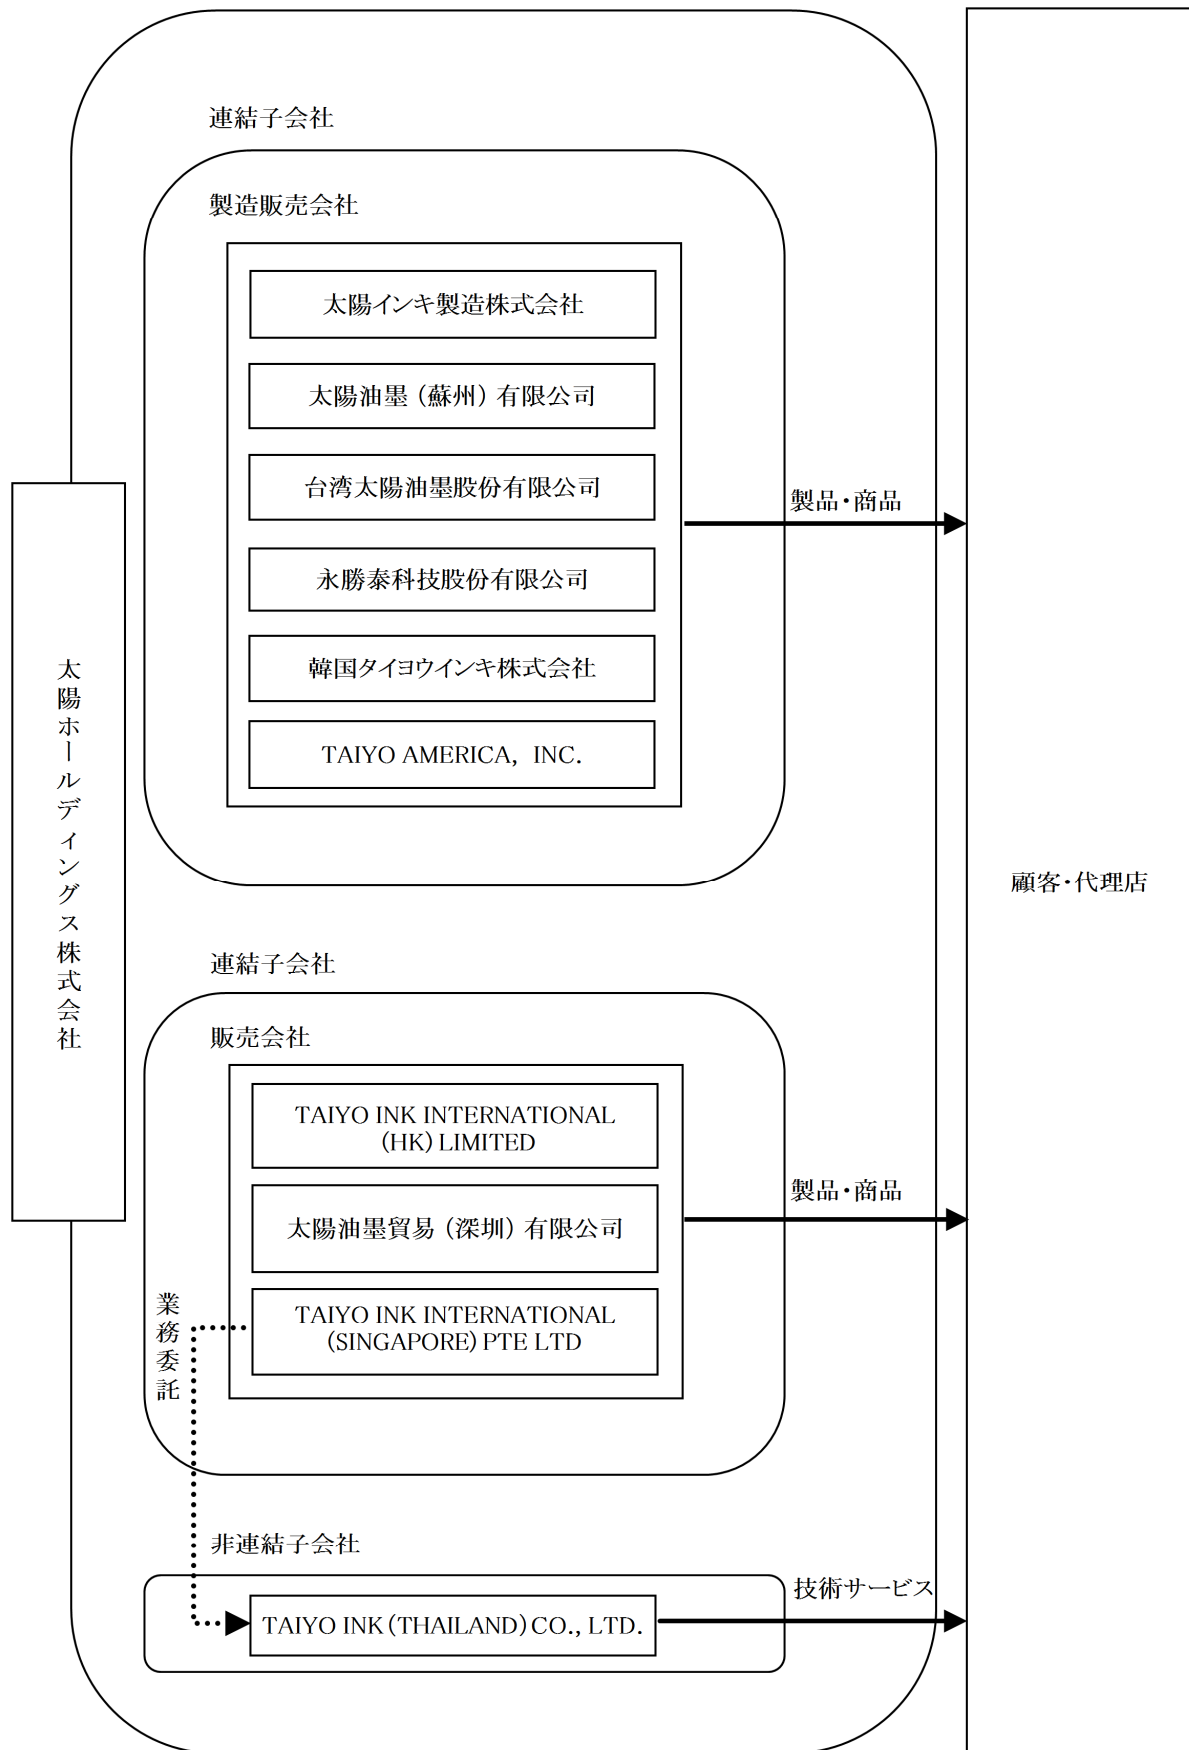 連結子会社
製造販売会社
太陽インキ製造株式会社
太陽油墨（蘇州）有限公司
台湾太陽油墨股份有限公司
永勝泰科技股份有限公司
韓国タイヨウインキ株式会社
TAIYO AMERICA, INC.
製品・商品
太陽ホールディングス株式会社
顧客・代理店
連結子会社
販売会社
TAIYO INK INTERNATIONAL
(HK) LIMITED
太陽油墨貿易（深圳）有限公司
TAIYO INK INTERNATIONAL
(SINGAPORE) PTE LTD
製品・商品
業務委託
非連結子会社
TAIYO INK (THAILAND) CO., LTD.
技術サービス